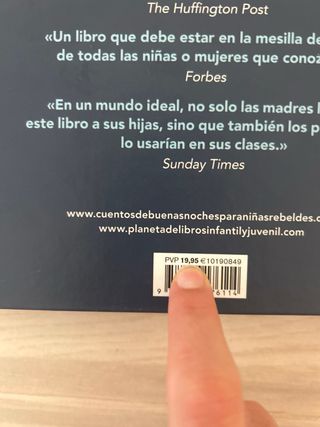 The Huffington Post
«Un libro que debe estar en la mesilla de
de todas las niñas o mujeres que
Forbes
«En un mundo ideal, no solo las madres
este libro a sus hijas, sino que también los
lo usarían en sus clases.»
Sunday Times
www.cuentosdebuenasnochesparaniñasrebeldes.
www.planetadelibrosinfantilyjuvenil.com
PVP 19,95 €10190849
9 6114